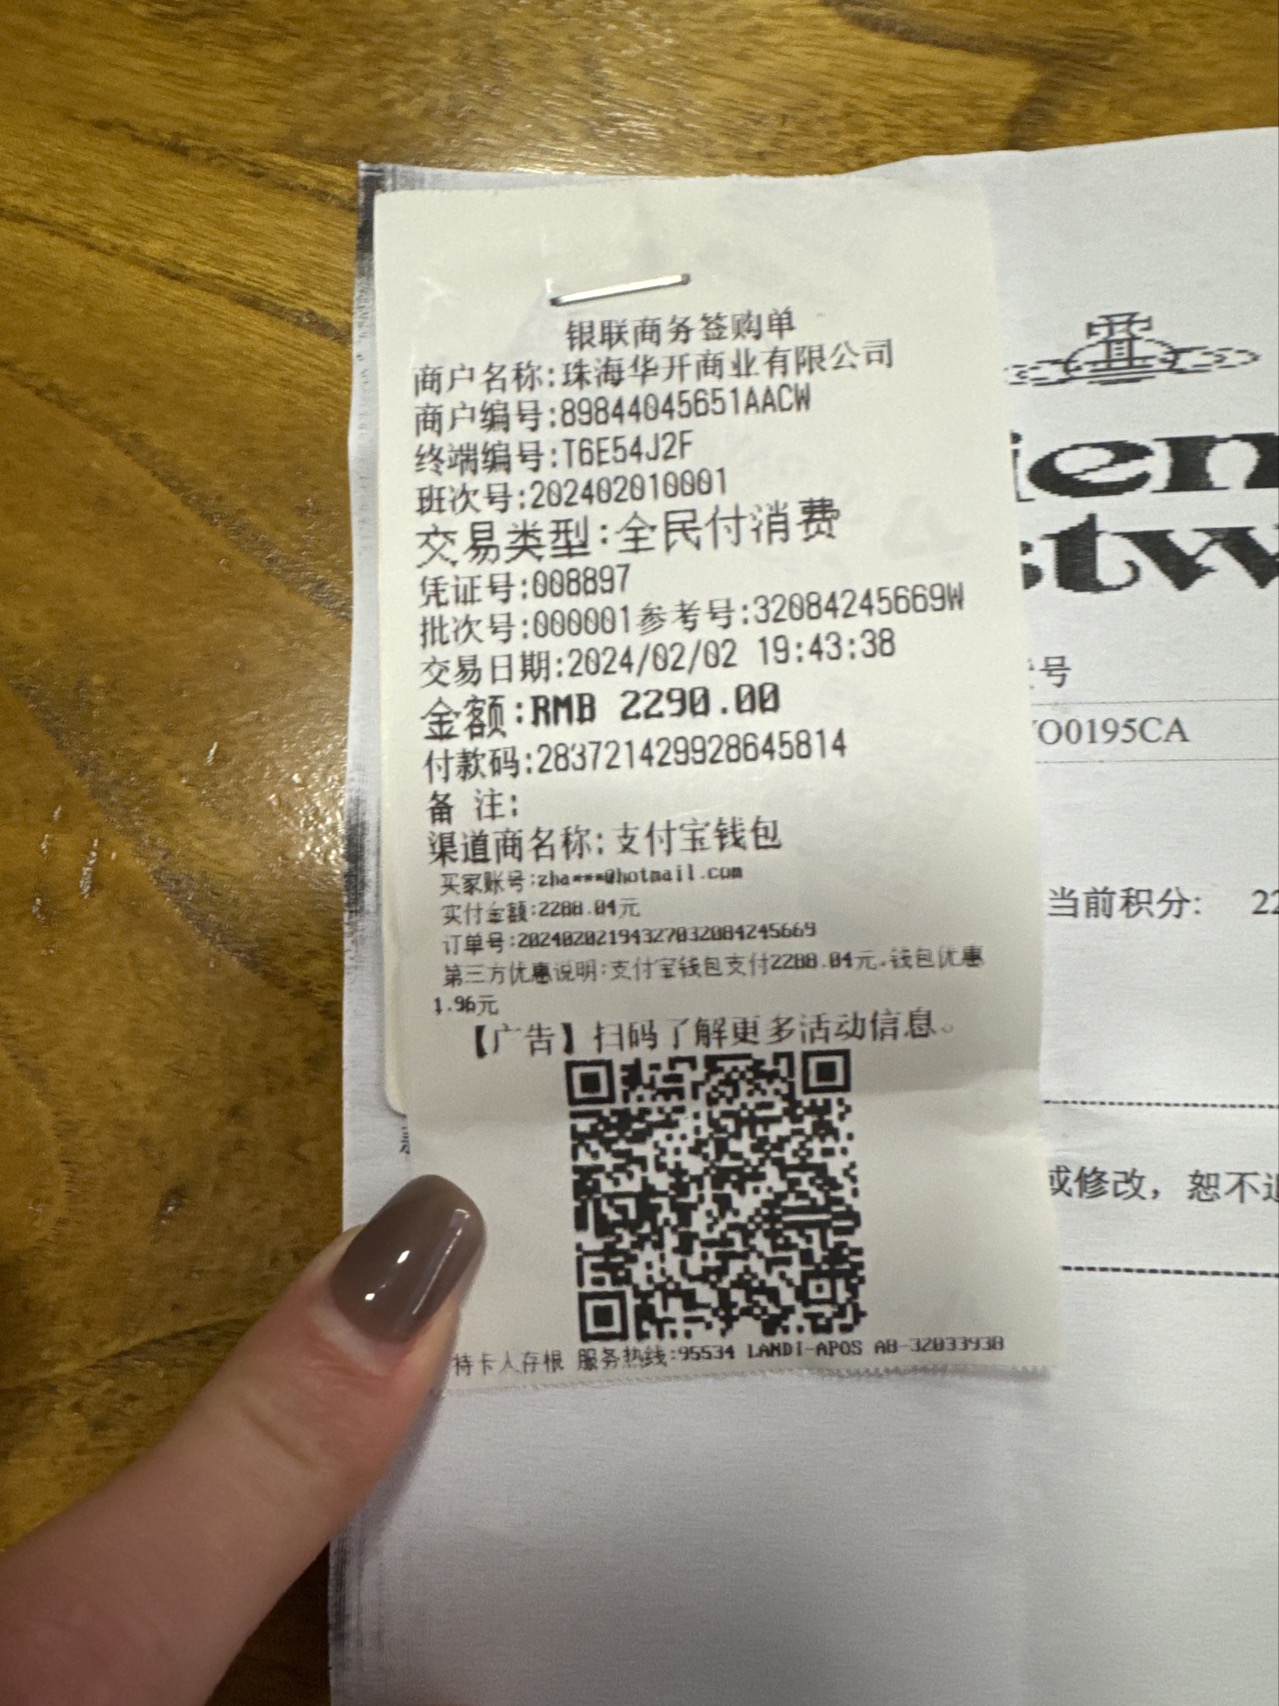 银联商务签购单
商户名称:珠海华开商业有限公司
商户编号:89844045651AACW
终端编号:T6E54J2F
班次号:202402010001
交易类型:全民付消费
凭证号:008897
批次号:000001参考号:32084245669W
交易日期:2024/02/02 19:43:38
金额:RMB 2290.00
付款码:283721429928645814
备 注:
渠道商名称:支付宝钱包
买家账号:zha***@hotmail.com
实付金额:2288.04元
订单号:20240202194327032084245669
第三方优惠说明:支付宝钱包支付2288.04元.钱包优惠
1.96元
【广告】扫码了解更多活动信息。
持卡人存根 服务热线:95534 LANDI-APOS A8-32033938
ien
stw
号
O0195CA
当前积分: 22
或修改，恕不退